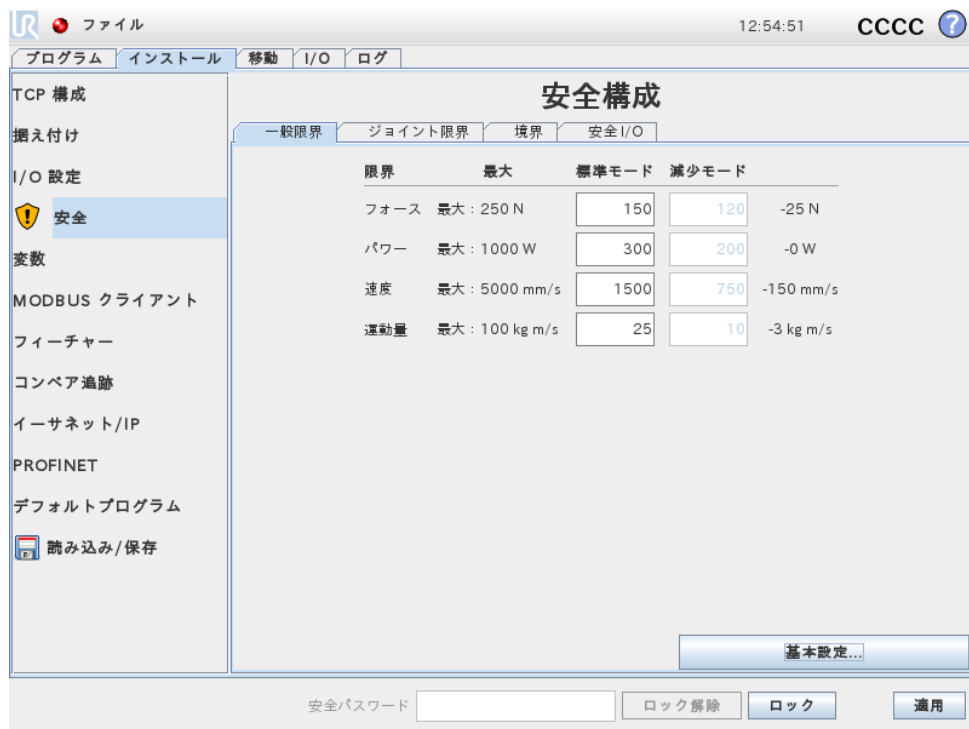 UR ファイル 12:54:51 CCCC ?
プログラム インストール 移動 I/O ログ
TCP 構成
据え付け
I/O 設定
安全
変数
MODBUS クライアント
フィーチャー
コンベア追跡
イーサネット/IP
PROFINET
デフォルトプログラム
読み込み/保存
安全構成
一般限界 ジョイント限界 境界 安全 I/O
限界 最大 標準モード 減少モード
フォース 最大：250 N 150 120 -25 N
パワー 最大：1000 W 300 200 -0 W
速度 最大：5000 mm/s 1500 750 -150 mm/s
運動量 最大：100 kg m/s 25 10 -3 kg m/s
基本設定...
安全パスワード ロック解除 ロック 適用